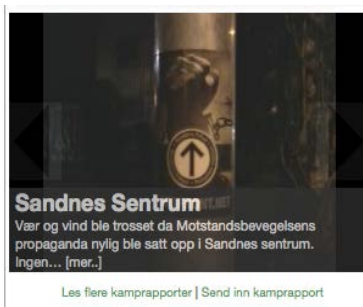 Sandnes Sentrum
Vær og vind ble trosset da Motstandsbevegelsens
propaganda nylig ble satt opp i Sandnes sentrum.
Ingen... [mer..]
Les flere kamprapporter | Send inn kamprapport